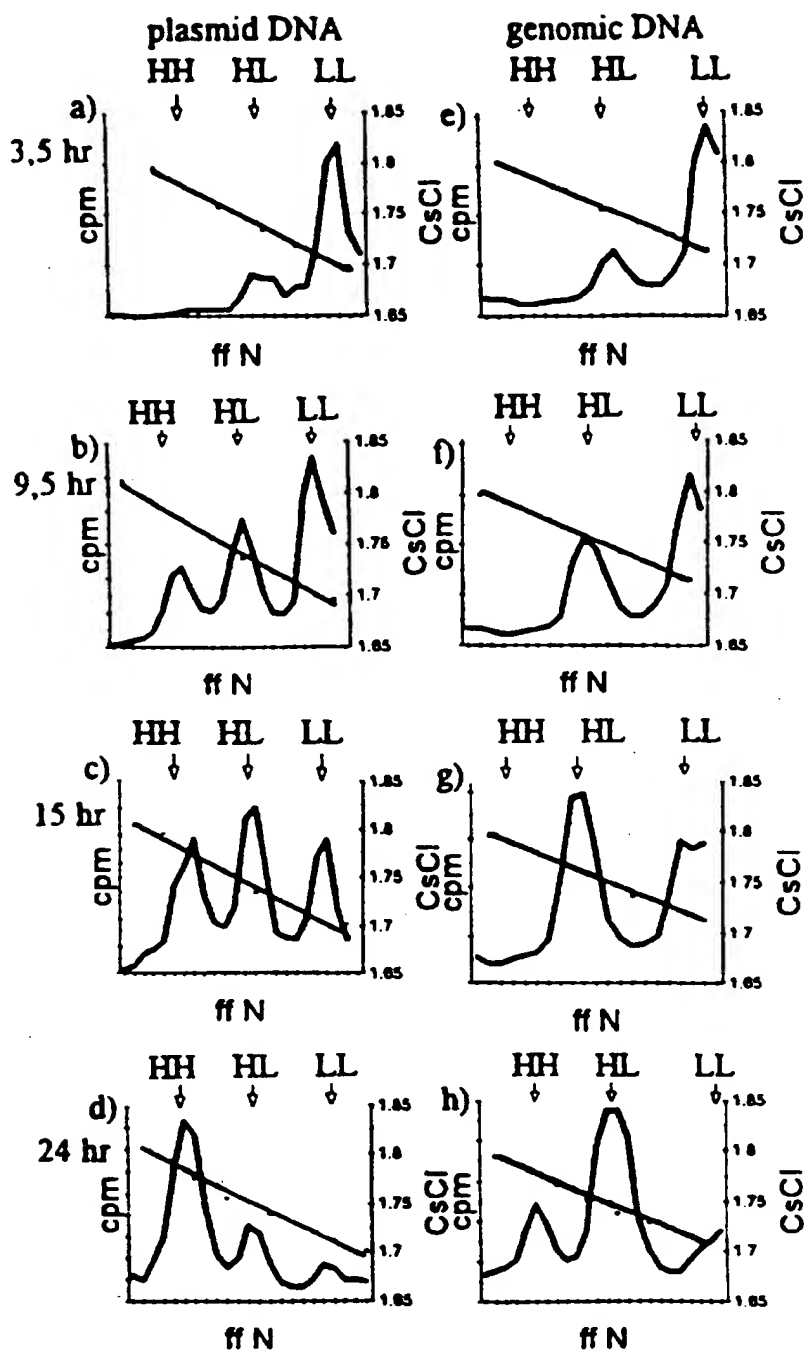 plasmid DNA genomic DNA
HH HL LL HH HL LL
a) e)
3,5 hr
cpm CsCl cpm CsCl
1.85 1.85
1.8 1.8
1.75 1.75
1.7 1.7
1.65 1.65
ff N ff N
HH HL LL HH HL LL
b) f)
9,5 hr
cpm CsCl cpm CsCl
1.85 1.85
1.8 1.8
1.75 1.75
1.7 1.7
1.65 1.65
ff N ff N
HH HL LL HH HL LL
c) g)
15 hr
cpm CsCl cpm CsCl
1.85 1.85
1.8 1.8
1.75 1.75
1.7 1.7
1.65 1.65
ff N ff N
HH HL LL HH HL LL
d) h)
24 hr
cpm CsCl cpm CsCl
1.85 1.85
1.8 1.8
1.75 1.75
1.7 1.7
1.65 1.65
ff N ff N